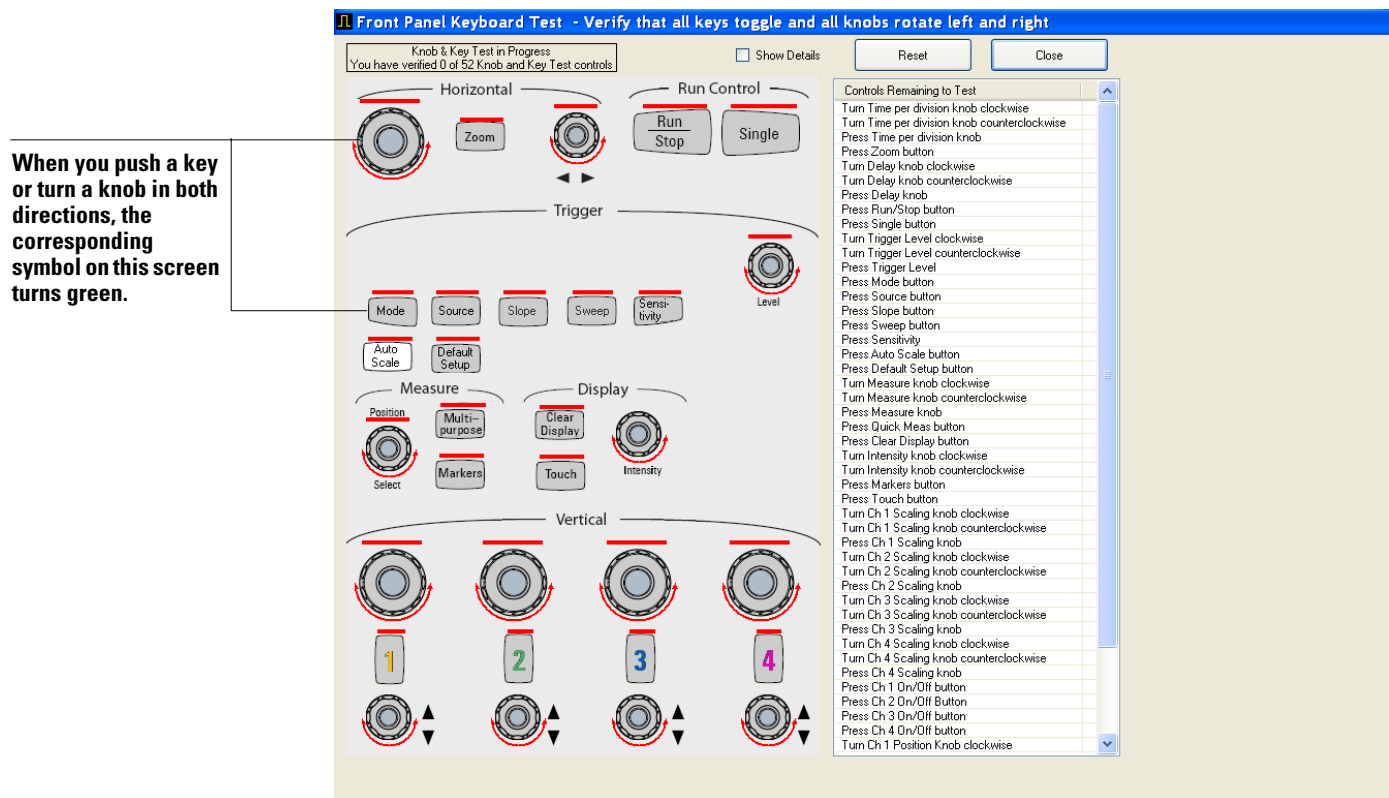 Front Panel Keyboard Test - Verify that all keys toggle and all knobs rotate left and right
Knob & Key Test in Progress
You have verified 0 of 52 Knob and Key Test controls
Show Details
Reset
Close
When you push a key
or turn a knob in both
directions, the
corresponding
symbol on this screen
turns green.
Horizontal
Run Control
Zoom
Run
Stop
Single
Trigger
Level
Mode
Source
Slope
Sweep
Sensi-
tivity
Auto
Scale
Default
Setup
Measure
Display
Position
Multi-
purpose
Clear
Display
Select
Markers
Touch
Intensity
Vertical
1
2
3
4
Controls Remaining to Test
Turn Time per division knob clockwise
Turn Time per division knob counterclockwise
Press Time per division knob
Press Zoom button
Turn Delay knob clockwise
Turn Delay knob counterclockwise
Press Delay knob
Press Run/Stop button
Press Single button
Turn Trigger Level clockwise
Turn Trigger Level counterclockwise
Press Trigger Level
Press Mode button
Press Source button
Press Slope button
Press Sweep button
Press Sensitivity
Press Auto Scale button
Press Default Setup button
Turn Measure knob clockwise
Turn Measure knob counterclockwise
Press Measure knob
Press Quick Meas button
Press Clear Display button
Turn Intensity knob clockwise
Turn Intensity knob counterclockwise
Press Markers button
Press Touch button
Turn Ch 1 Scaling knob clockwise
Turn Ch 1 Scaling knob counterclockwise
Press Ch 1 Scaling knob
Turn Ch 2 Scaling knob clockwise
Turn Ch 2 Scaling knob counterclockwise
Press Ch 2 Scaling knob
Turn Ch 3 Scaling knob clockwise
Turn Ch 3 Scaling knob counterclockwise
Press Ch 3 Scaling knob
Turn Ch 4 Scaling knob clockwise
Turn Ch 4 Scaling knob counterclockwise
Press Ch 4 Scaling knob
Press Ch 1 On/Off button
Press Ch 2 On/Off Button
Press Ch 3 On/Off button
Press Ch 4 On/Off button
Turn Ch 1 Position Knob clockwise